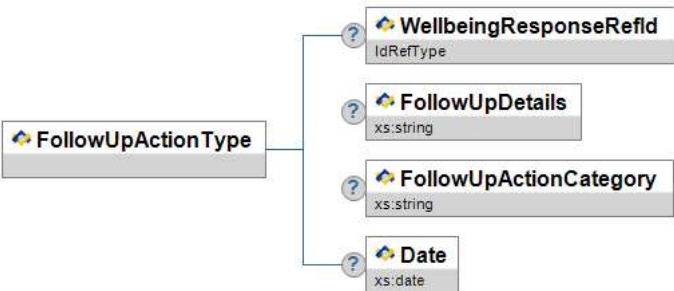 ? WellbeingResponseRefId
IdRefType
? FollowUpDetails
xs:string
FollowUpActionType
? FollowUpActionCategory
xs:string
? Date
xs:date